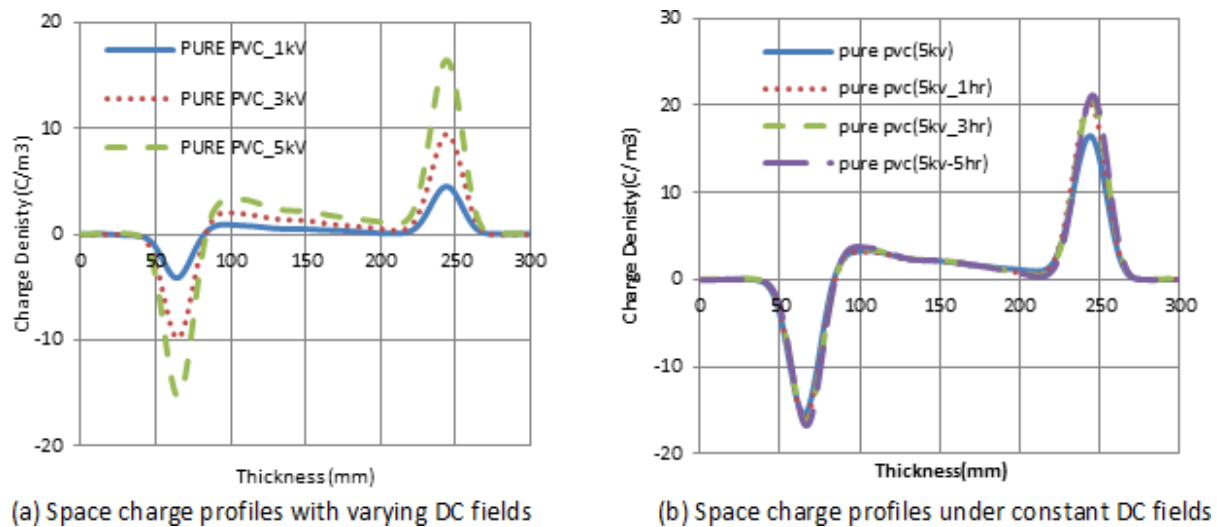 20
10
0
-10
-20
0 50 100 150 200 250 300
Charge Denisty(C/m3)
Thickness(mm)
PURE PVC_1kV
PURE PVC_3kV
PURE PVC_5kV
(a) Space charge profiles with varying DC fields
30
20
10
0
-10
-20
0 50 100 150 200 250 300
Charge Denisty(C/m3)
Thickness(mm)
pure pvc(5kv)
pure pvc(5kv_1hr)
pure pvc(5kv_3hr)
pure pvc(5kv-5hr)
(b) Space charge profiles under constant DC fields